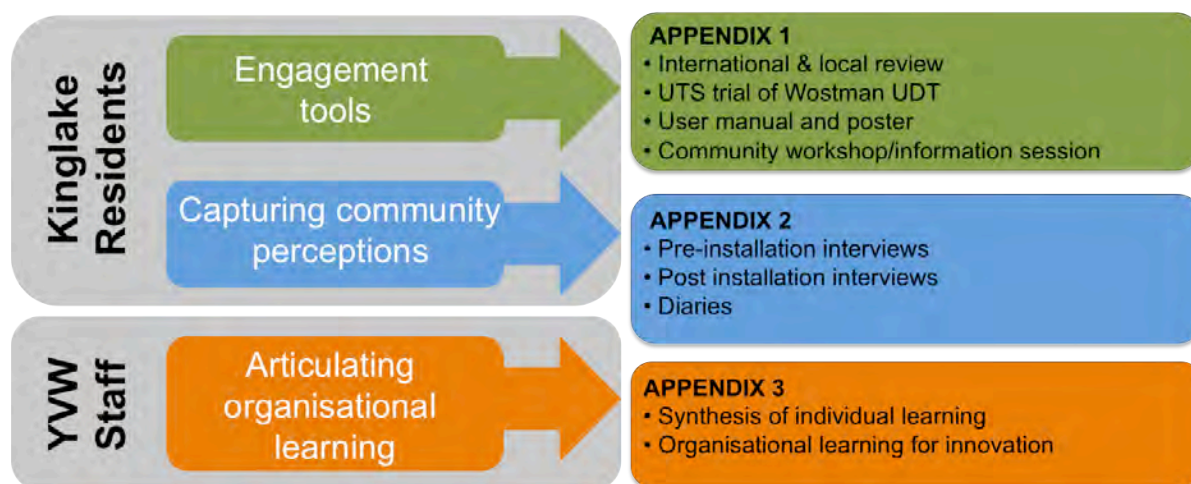 Kinglake
Residents
Engagement
tools
APPENDIX 1
• International & local review
• UTS trial of Wostman UDT
• User manual and poster
• Community workshop/information session
Capturing community
perceptions
APPENDIX 2
• Pre-installation interviews
• Post installation interviews
• Diaries
YVW
Staff
Articulating
organisational
learning
APPENDIX 3
• Synthesis of individual learning
• Organisational learning for innovation